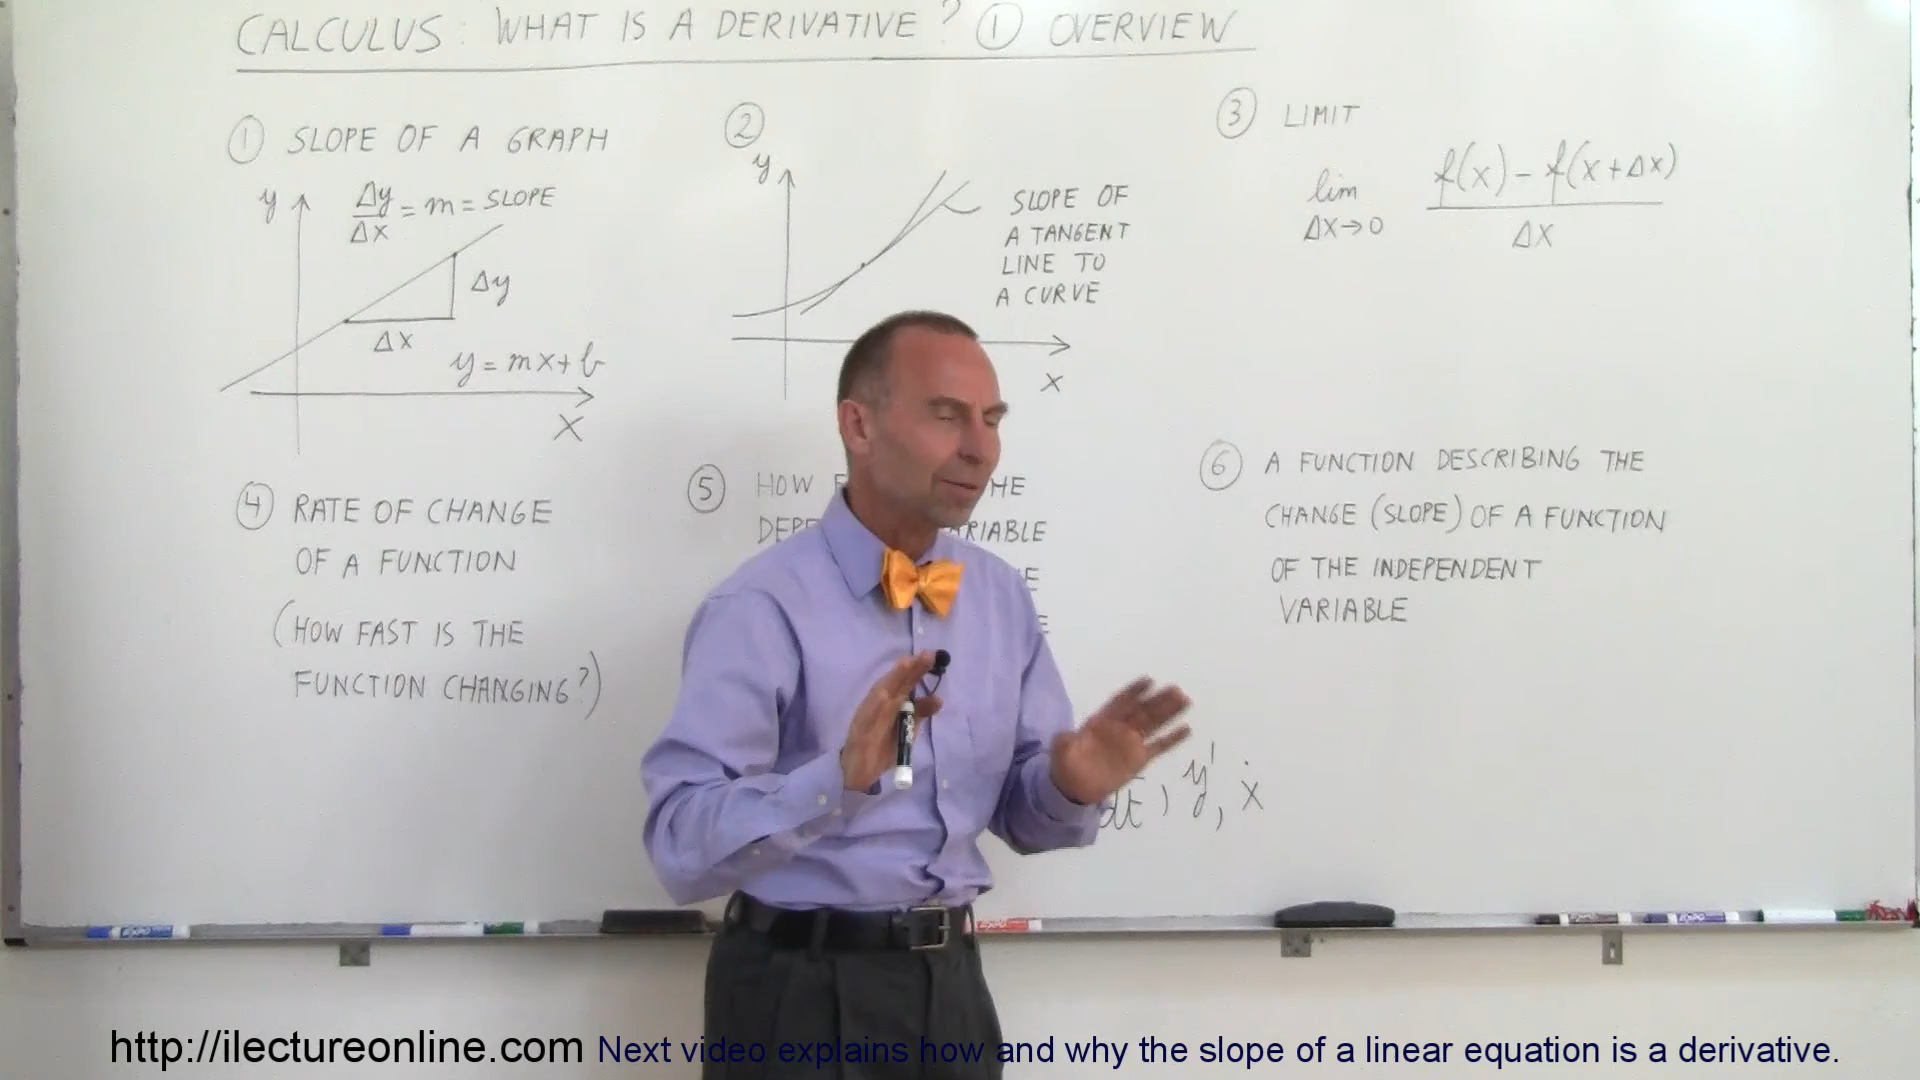 CALCULUS: WHAT IS A DERIVATIVE? ① OVERVIEW
① SLOPE OF A GRAPH
y
Δy/Δx = m = SLOPE
Δy
Δx
y = mx + b
X
②
y
SLOPE OF
A TANGENT
LINE TO
A CURVE
X
③ LIMIT
lim Δx→0 f(x) - f(x+Δx) / Δx
④ RATE OF CHANGE
OF A FUNCTION
(HOW FAST IS THE
FUNCTION CHANGING?)
⑤ HOW
VARIABLE
⑥ A FUNCTION DESCRIBING THE
CHANGE (SLOPE) OF A FUNCTION
OF THE INDEPENDENT
VARIABLE
dt, y', ẋ
EXPO
http://ilectureonline.com Next video explains how and why the slope of a linear equation is a derivative.